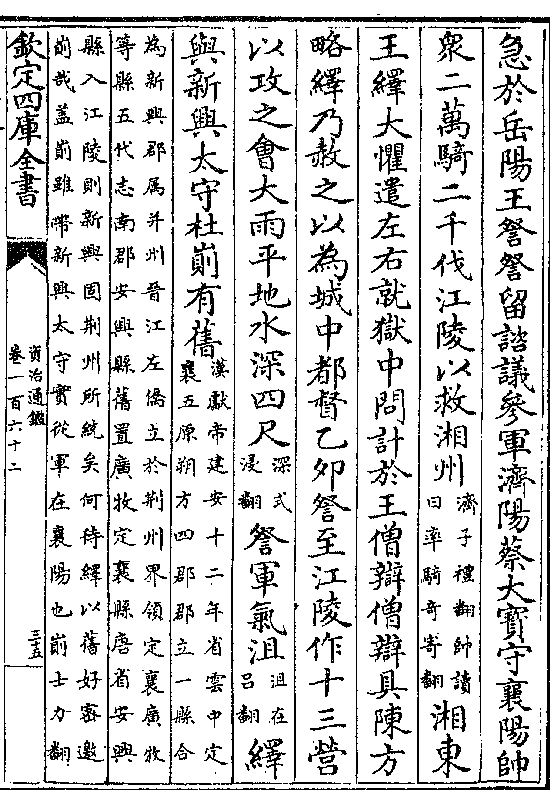 急於岳陽王詧詧留諮議參軍濟陽蔡大寶守襄陽帥
衆二萬騎二千伐江陵以救湘州濟子禮翻帥讀曰率騎奇寄翻湘東
王繹大懼遣左右就獄中問計於王僧辯僧辯具陳方
略繹乃赦之以為城中都督乙夘詧至江陵作十三營
以攻之會大雨平地水深四尺深式浸翻詧軍氣沮沮在呂翻繹
與新興太守杜崱有舊漢獻帝建安十二年省雲中定襄五原朔方四郡郡立一縣合
為新興郡属并州晉江左僑立於荆州界領定襄廣牧
等縣五代志南郡安興縣舊置廣牧定襄縣唐省安興
縣入江陵則新興固荆州所統矣何待繹以舊好密邀
崱哉盖崱雖帶新興太守實從軍在襄陽也崱士力翻
欽定四庫全書
資治通鑑
卷一百六十二
三五